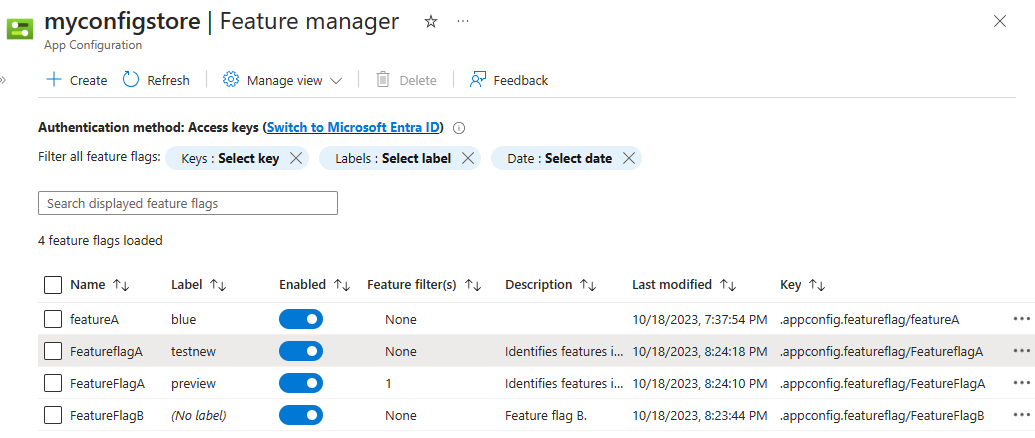 myconfigstore | Feature manager
App Configuration
Create Refresh Manage view Delete Feedback
Authentication method: Access keys (Switch to Microsoft Entra ID)
Filter all feature flags: Keys : Select key Labels : Select label Date : Select date
Search displayed feature flags
4 feature flags loaded
Name Label Enabled Feature filter(s) Description Last modified Key
featureA blue None 10/18/2023, 7:37:54 PM .appconfig.featureflag/featureA
FeatureflagA testnew None Identifies features i... 10/18/2023, 8:24:18 PM .appconfig.featureflag/FeatureflagA
FeatureFlagA preview 1 Identifies features i... 10/18/2023, 8:24:10 PM .appconfig.featureflag/FeatureFlagA
FeatureFlagB (No label) None Feature flag B. 10/18/2023, 8:23:44 PM .appconfig.featureflag/FeatureFlagB